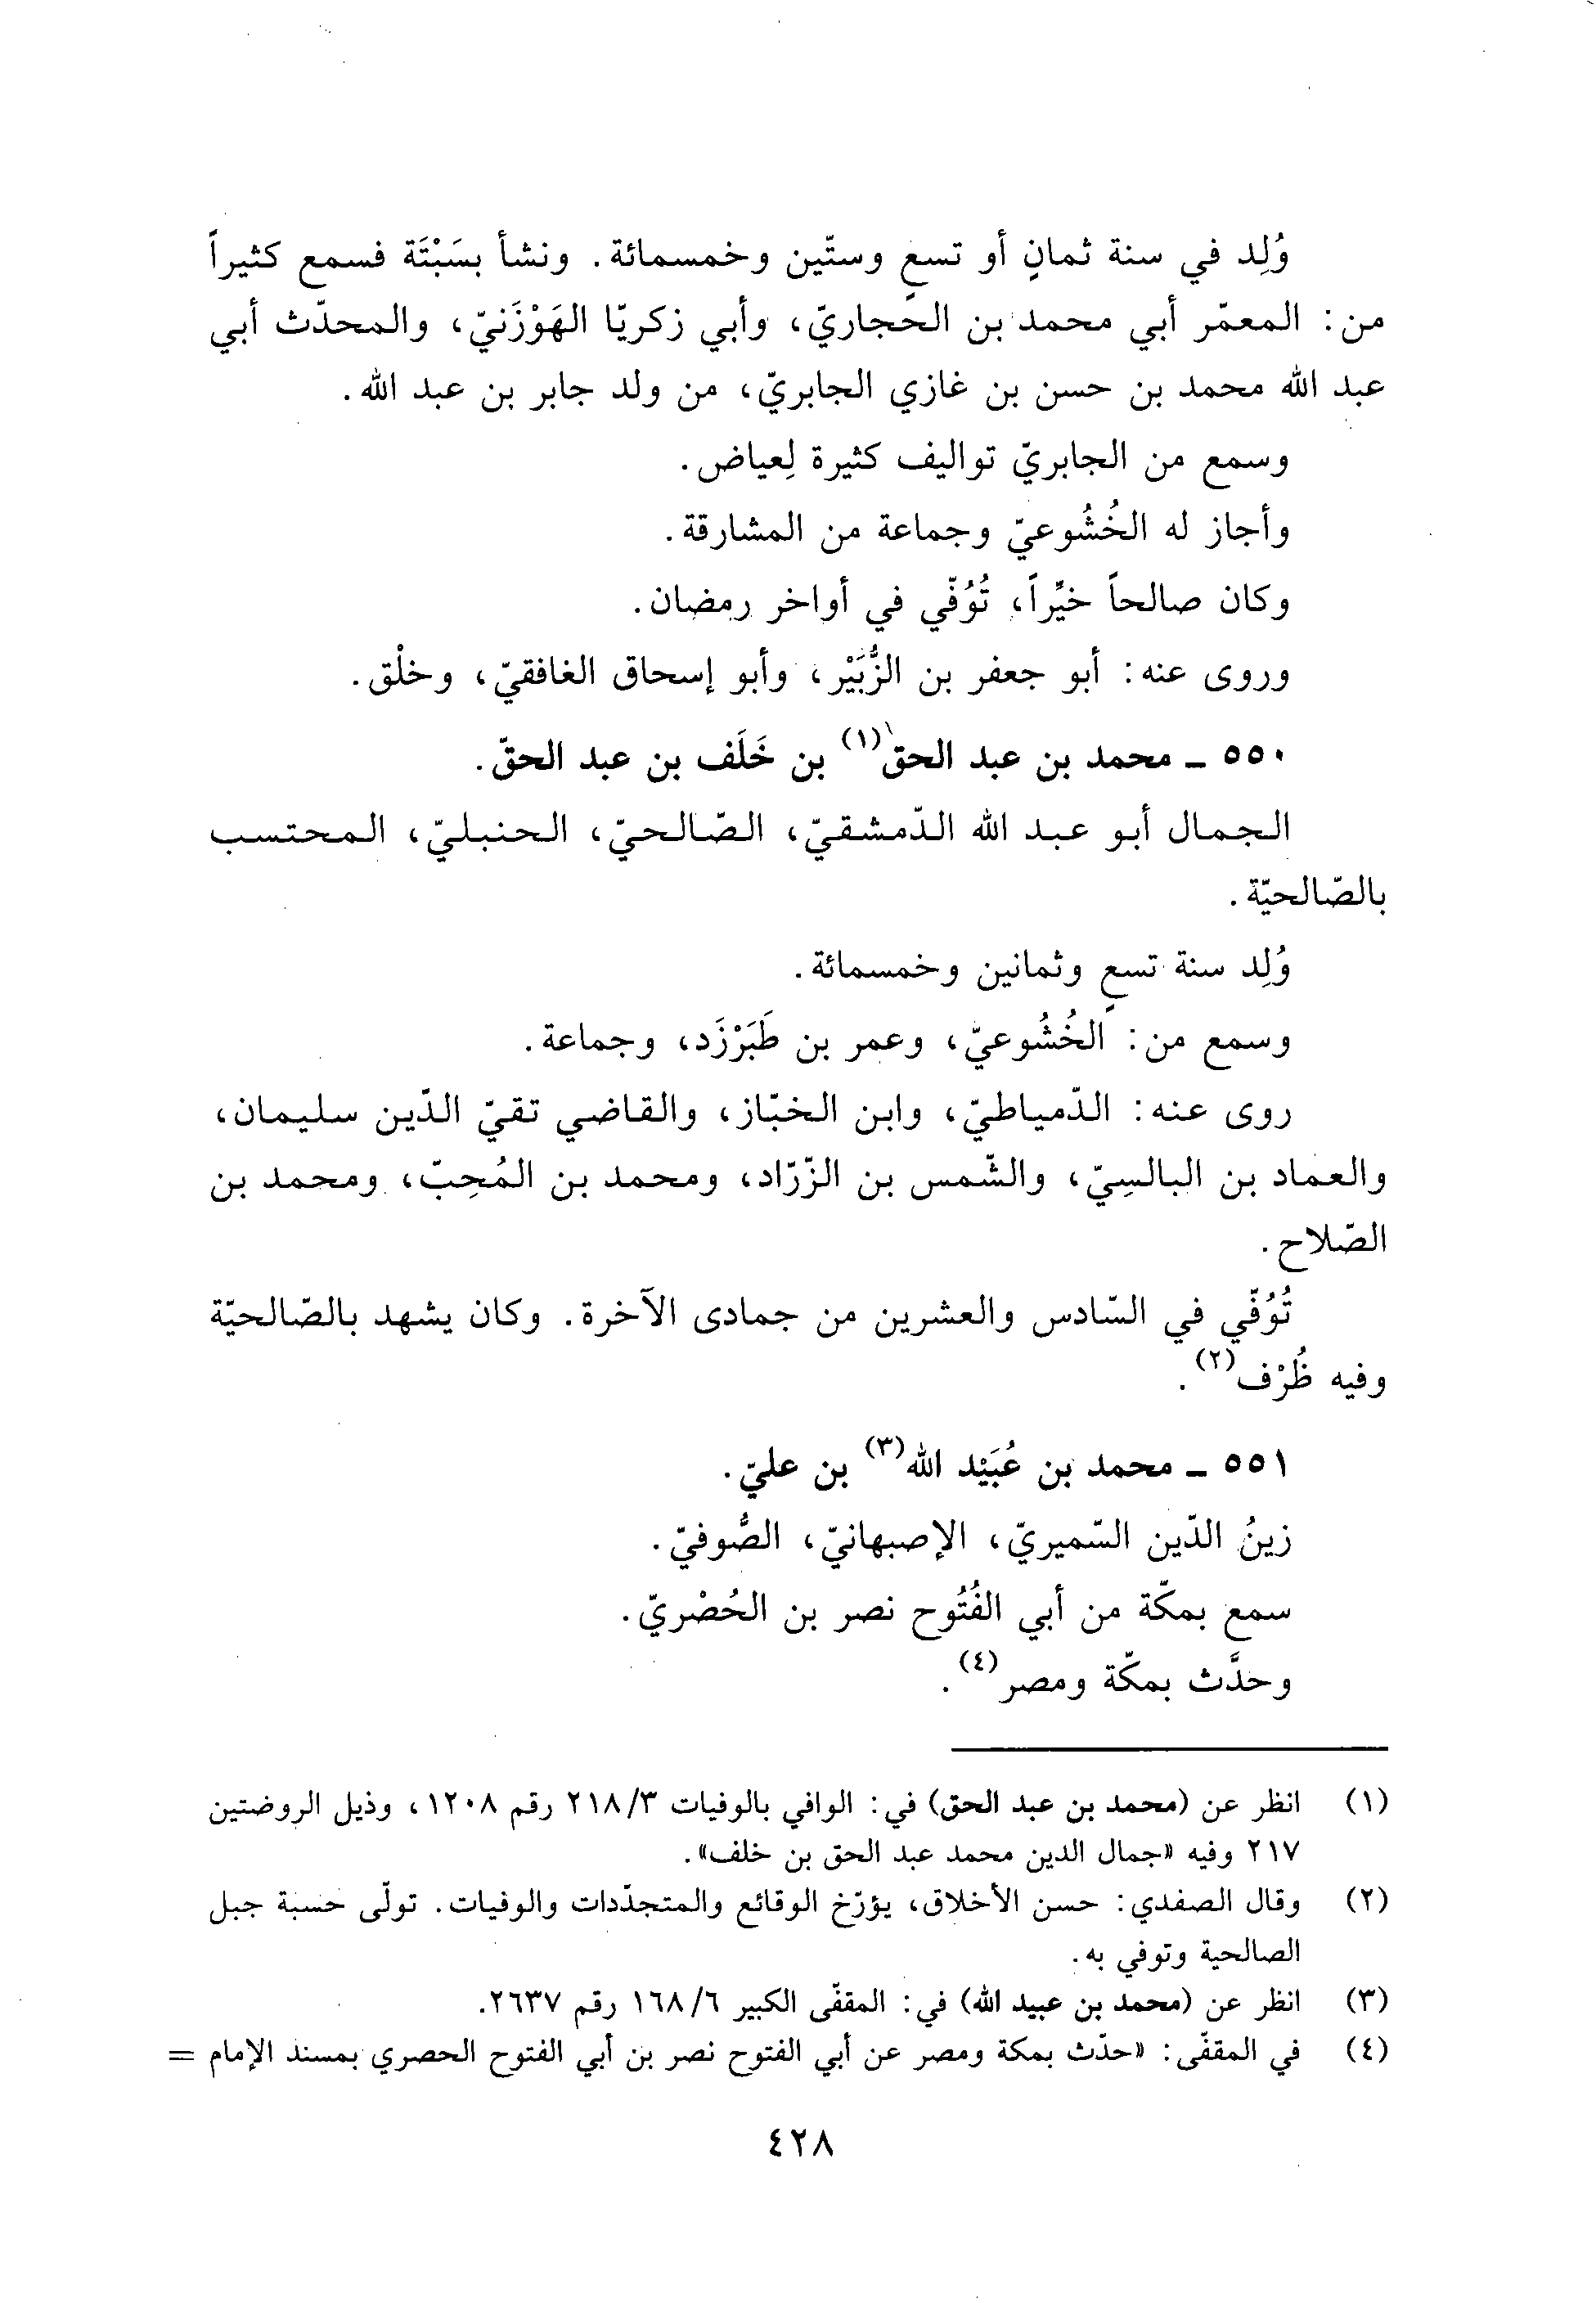 وُلِد في سنة ثمانٍ أو تسعٍ وستّين وخمسمائة. ونشأ بسَبْتَة فسمع كثيراً
من: المعمّر أبي محمد بن الحجاريّ، وأبي زكريّا الهَوْزَنيّ، والمحدّث أبي
عبد الله محمد بن حسن بن غازي الجابريّ، من ولد جابر بن عبد الله.
وسمع من الجابريّ تواليف كثيرة لِعياض.
وأجاز له الخُشُوعيّ وجماعة من المشارقة.
وكان صالحاً خيِّراً، تُوُفّي في أواخر رمضان.
وروى عنه: أبو جعفر بن الزُّبَيْر، وأبو إسحاق الغافقيّ، وخلْق.
٥٥٠ ـ محمد بن عبد الحق(١) بن خَلَف بن عبد الحقّ.
الجمال أبو عبد الله الدّمشقيّ، الصّالحيّ، الحنبليّ، المحتسب
بالصّالحيّة.
وُلِد سنة تسعٍ وثمانين وخمسمائة.
وسمع من: الخُشُوعيّ، وعمر بن طَبَرْزَد، وجماعة.
روى عنه: الدّمياطيّ، وابن الخبّاز، والقاضي تقيّ الدّين سليمان،
والعماد بن البالسِيّ، والشّمس بن الزّرّاد، ومحمد بن المُحِبّ، ومحمد بن
الصّلاح.
تُوُفّي في السّادس والعشرين من جمادى الآخرة. وكان يشهد بالصّالحيّة
وفيه ظُرْف(٢).
٥٥١ ـ محمد بن عُبَيْد الله(٣) بن عليّ.
زينُ الدّين السّميريّ، الإصبهانيّ، الصُّوفيّ.
سمع بمكّة من أبي الفُتُوح نصر بن الحُصْريّ.
وحدَّث بمكّة ومصر(٤).
(١) انظر عن (محمد بن عبد الحق) في: الوافي بالوفيات ٢١٨/٣ رقم ١٢٠٨، وذيل الروضتين
٢١٧ وفيه «جمال الدين محمد عبد الحق بن خلف».
(٢) وقال الصفدي: حسن الأخلاق، يؤرّخ الوقائع والمتجدّدات والوفيات. تولّى حسبة جبل
الصالحية وتوفي به.
(٣) انظر عن (محمد بن عبيد الله) في: المقفّى الكبير ١٦٨/٦ رقم ٢٦٣٧.
(٤) في المقفّى: «حدّث بمكة ومصر عن أبي الفتوح نصر بن أبي الفتوح الحصري بمسند الإمام =
٤٢٨